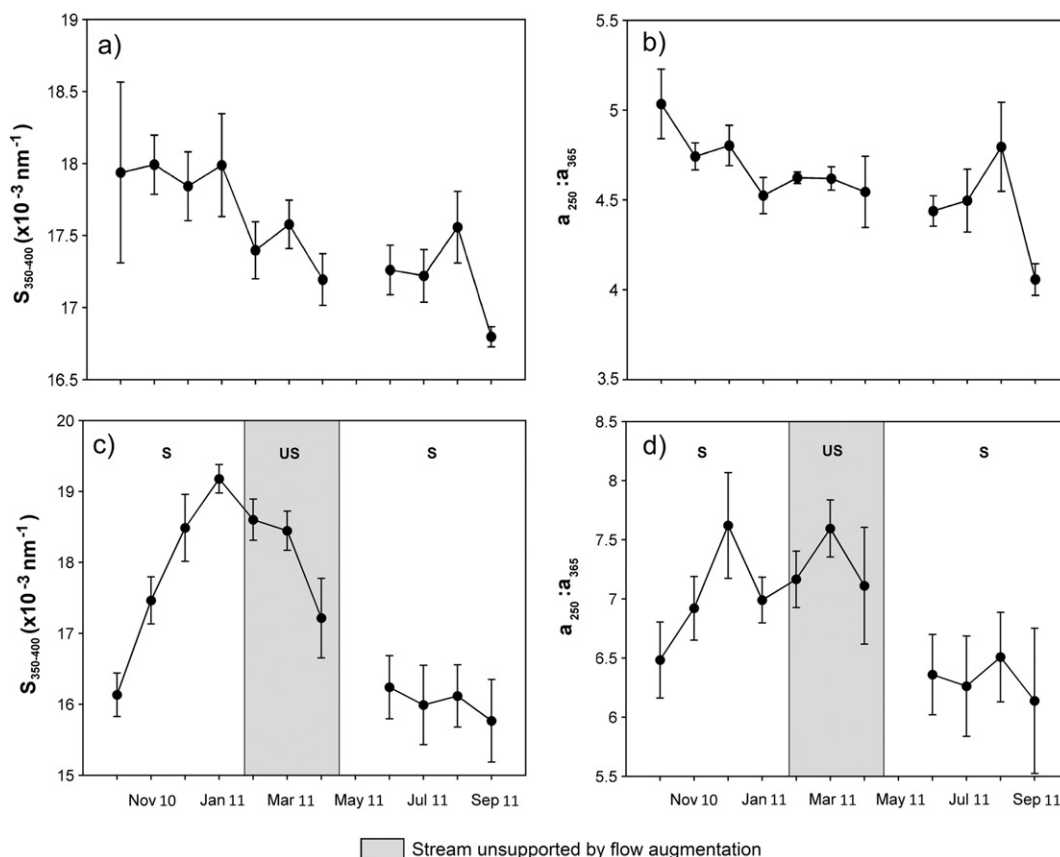 a)
19
18.5
18
17.5
17
16.5
S350-400 (x10 -3 nm-1)
b)
5.5
5
4.5
4
3.5
a 250 :a 365
c)
S
US
S
20
19
18
17
16
15
S350-400 (x10 -3 nm-1)
Nov 10 Jan 11 Mar 11 May 11 Jul 11 Sep 11
d)
S
US
S
8.5
8
7.5
7
6.5
6
5.5
a 250 :a 365
Nov 10 Jan 11 Mar 11 May 11 Jul 11 Sep 11
Stream unsupported by flow augmentation